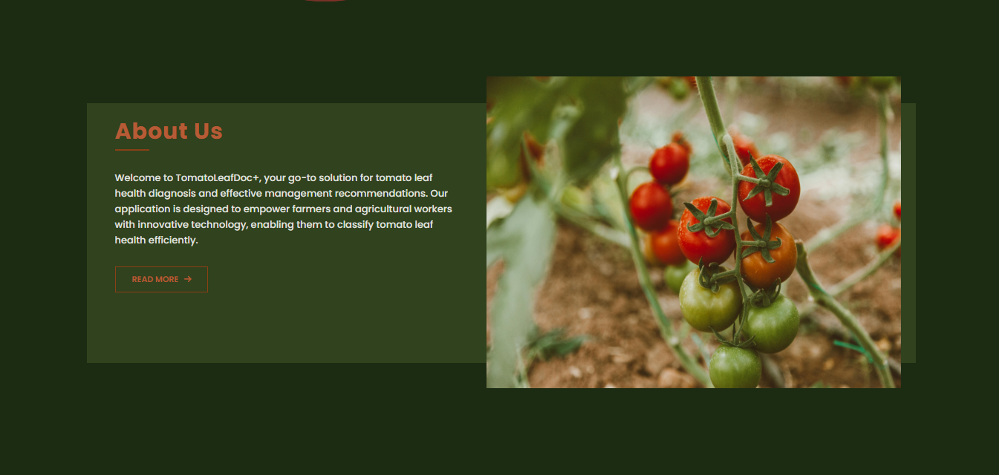 About Us
Welcome to TomatoLeafDoc+, your go-to solution for tomato leaf
health diagnosis and effective management recommendations. Our
application is designed to empower farmers and agricultural workers
with innovative technology, enabling them to classify tomato leaf
health efficiently.
READ MORE →